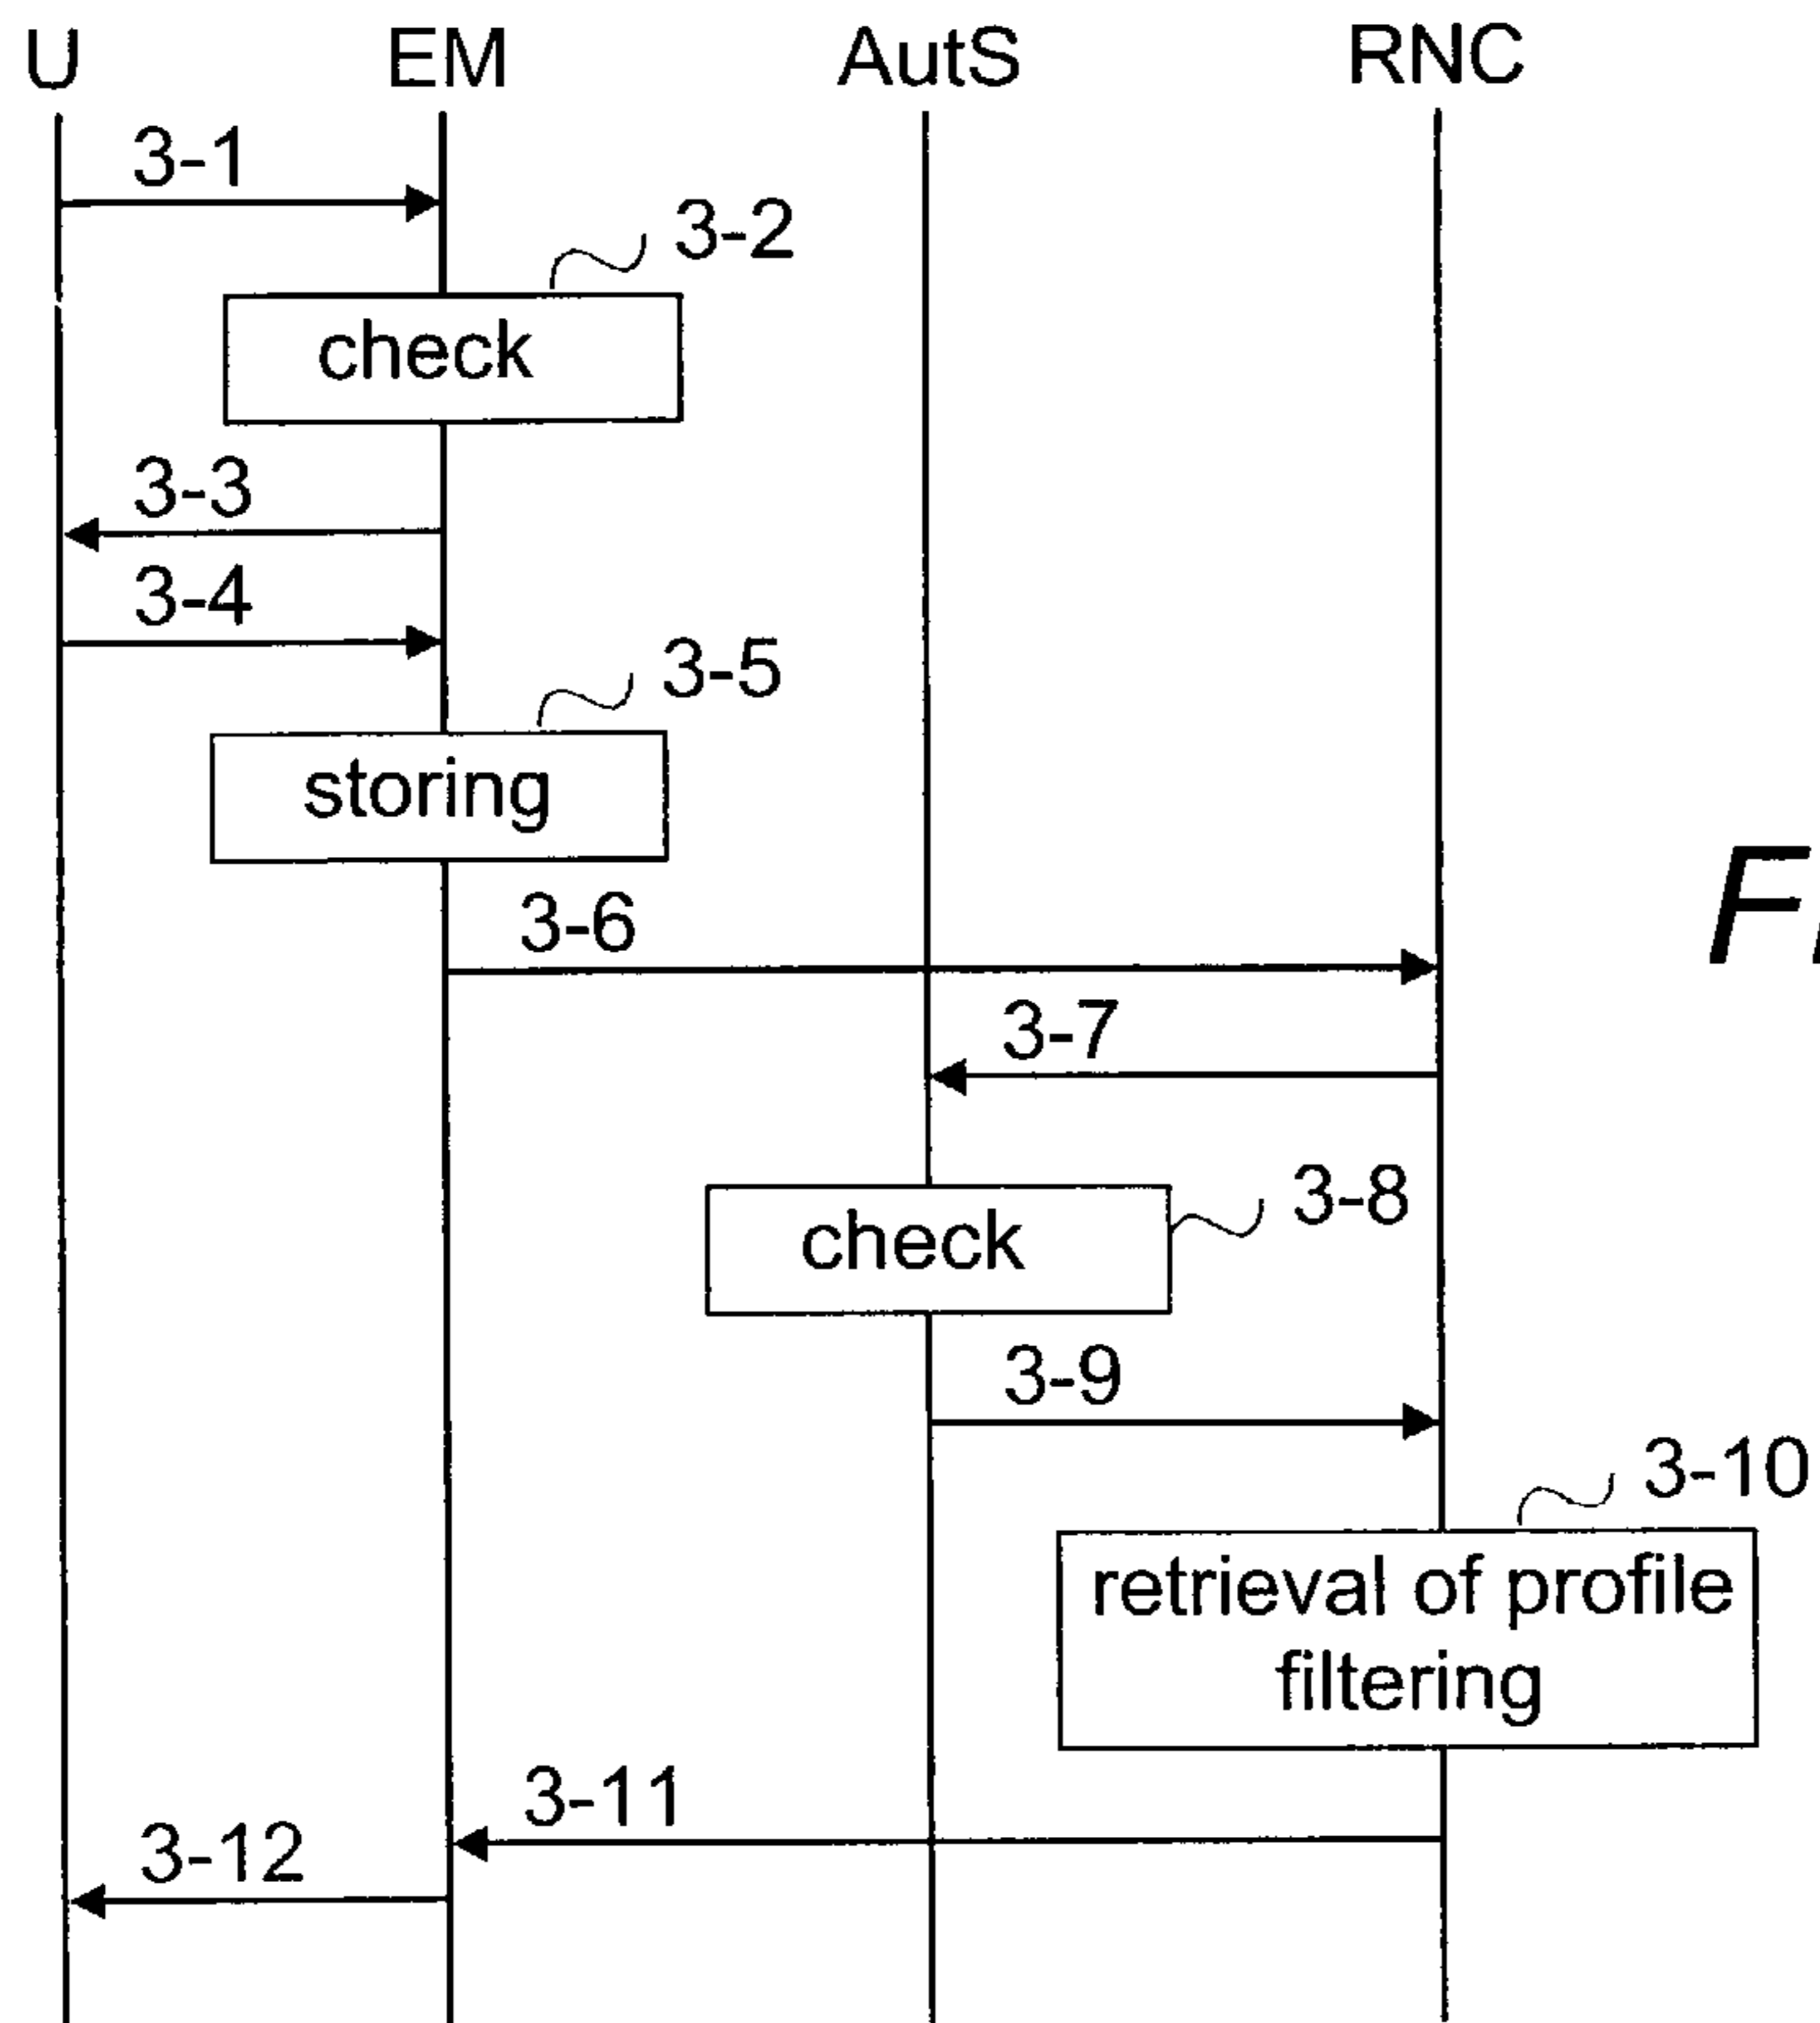 U EM AutS RNC
3-1
3-2
check
3-3
3-4
3-5
storing
3-6
3-7
3-8
check
3-9
3-10
retrieval of profile
filtering
3-11
3-12